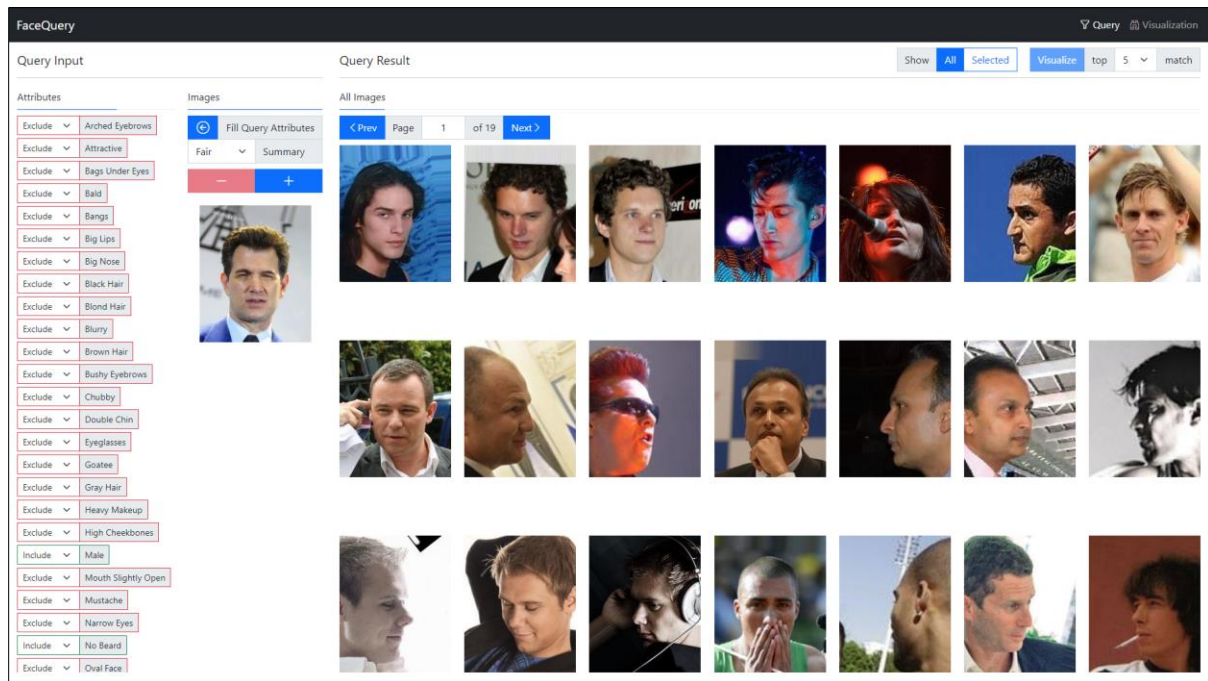 FaceQuery
Query
Visualization
Query Input
Query Result
Show All Selected
Visualize top 5 match
Attributes
Images
All Images
Exclude Arched Eyebrows
Exclude Attractive
Exclude Bags Under Eyes
Exclude Bald
Exclude Bangs
Exclude Big Lips
Exclude Big Nose
Exclude Black Hair
Exclude Blond Hair
Exclude Blurry
Exclude Brown Hair
Exclude Bushy Eyebrows
Exclude Chubby
Exclude Double Chin
Exclude Eyeglasses
Exclude Goatee
Exclude Gray Hair
Exclude Heavy Makeup
Exclude High Cheekbones
Include Male
Exclude Mouth Slightly Open
Exclude Mustache
Exclude Narrow Eyes
Include No Beard
Exclude Oval Face
Fill Query Attributes
Fair Summary
Prev Page 1 of 19 Next